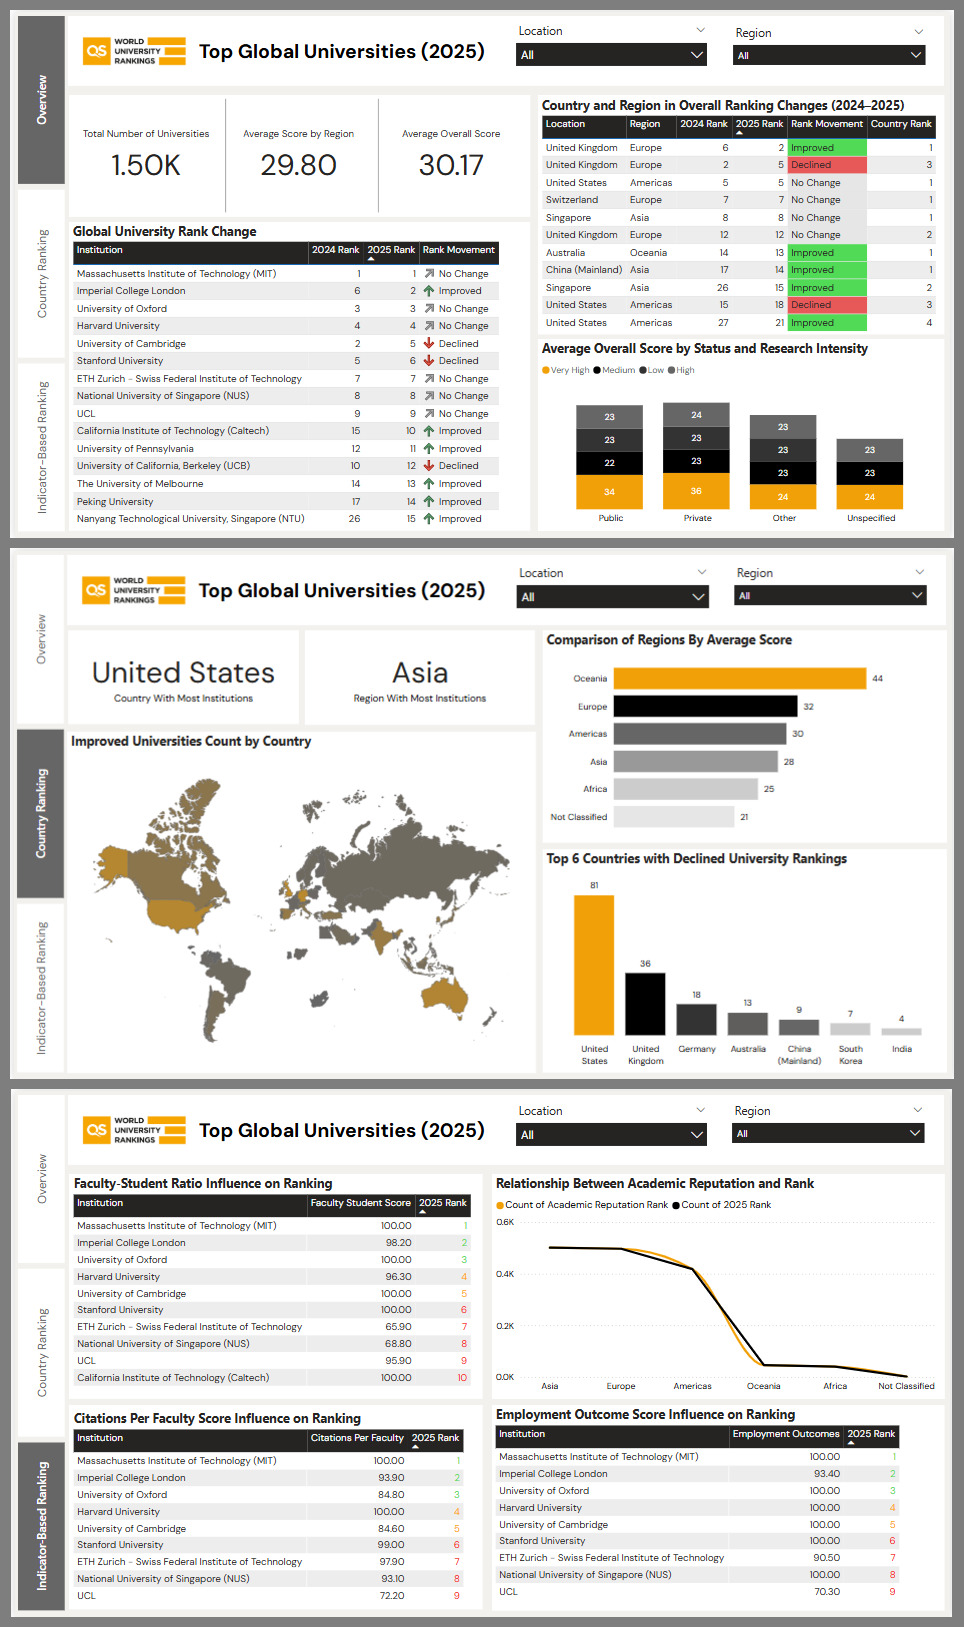 Overview
Country Ranking
Indicator-Based Ranking
QS WORLD UNIVERSITY RANKINGS
Top Global Universities (2025)
Location
All
Region
All
Total Number of Universities
1.50K
Average Score by Region
29.80
Average Overall Score
30.17
Global University Rank Change
Institution 2024 Rank 2025 Rank Rank Movement
Massachusetts Institute of Technology (MIT) 1 1 No Change
Imperial College London 6 2 Improved
University of Oxford 3 3 No Change
Harvard University 4 4 No Change
University of Cambridge 2 5 Declined
Stanford University 5 6 Declined
ETH Zurich - Swiss Federal Institute of Technology 7 7 No Change
National University of Singapore (NUS) 8 8 No Change
UCL 9 9 No Change
California Institute of Technology (Caltech) 15 10 Improved
University of Pennsylvania 12 11 Improved
University of California, Berkeley (UCB) 10 12 Declined
The University of Melbourne 14 13 Improved
Peking University 17 14 Improved
Nanyang Technological University, Singapore (NTU) 26 15 Improved
Country and Region in Overall Ranking Changes (2024–2025)
Location Region 2024 Rank 2025 Rank Rank Movement Country Rank
United Kingdom Europe 6 2 Improved 1
United Kingdom Europe 2 5 Declined 3
United States Americas 5 5 No Change 1
Switzerland Europe 7 7 No Change 1
Singapore Asia 8 8 No Change 1
United Kingdom Europe 12 12 No Change 2
Australia Oceania 14 13 Improved 1
China (Mainland) Asia 17 14 Improved 1
Singapore Asia 26 15 Improved 2
United States Americas 15 18 Declined 3
United States Americas 27 21 Improved 4
Average Overall Score by Status and Research Intensity
Very High Medium Low High
23 24 23 23
23 23 23 23
22 23 23 24
34 36 24
Public Private Other Unspecified
Overview
Country Ranking
Indicator-Based Ranking
QS WORLD UNIVERSITY RANKINGS
Top Global Universities (2025)
Location
All
Region
All
United States
Country With Most Institutions
Asia
Region With Most Institutions
Improved Universities Count by Country
Comparison of Regions By Average Score
Oceania 44
Europe 32
Americas 30
Asia 28
Africa 25
Not Classified 21
Top 6 Countries with Declined University Rankings
81 36 18 13 9 7 4
United States
United Kingdom
Germany
Australia
China (Mainland)
South Korea
India
Overview
Country Ranking
Indicator-Based Ranking
QS WORLD UNIVERSITY RANKINGS
Top Global Universities (2025)
Location
All
Region
All
Faculty-Student Ratio Influence on Ranking
Institution Faculty Student Score 2025 Rank
Massachusetts Institute of Technology (MIT) 100.00 1
Imperial College London 98.20 2
University of Oxford 100.00 3
Harvard University 96.30 4
University of Cambridge 100.00 5
Stanford University 100.00 6
ETH Zurich - Swiss Federal Institute of Technology 65.90 7
National University of Singapore (NUS) 68.80 8
UCL 95.90 9
California Institute of Technology (Caltech) 100.00 10
Relationship Between Academic Reputation and Rank
Count of Academic Reputation Rank Count of 2025 Rank
0.6K
0.4K
0.2K
0.0K
Asia Europe Americas Oceania Africa Not Classified
Citations Per Faculty Score Influence on Ranking
Institution Citations Per Faculty 2025 Rank
Massachusetts Institute of Technology (MIT) 100.00 1
Imperial College London 93.90 2
University of Oxford 84.80 3
Harvard University 100.00 4
University of Cambridge 84.60 5
Stanford University 99.00 6
ETH Zurich - Swiss Federal Institute of Technology 97.90 7
National University of Singapore (NUS) 93.10 8
UCL 72.20 9
Employment Outcome Score Influence on Ranking
Institution Employment Outcomes 2025 Rank
Massachusetts Institute of Technology (MIT) 100.00 1
Imperial College London 93.40 2
University of Oxford 100.00 3
Harvard University 100.00 4
University of Cambridge 100.00 5
Stanford University 100.00 6
ETH Zurich - Swiss Federal Institute of Technology 90.50 7
National University of Singapore (NUS) 100.00 8
UCL 70.30 9